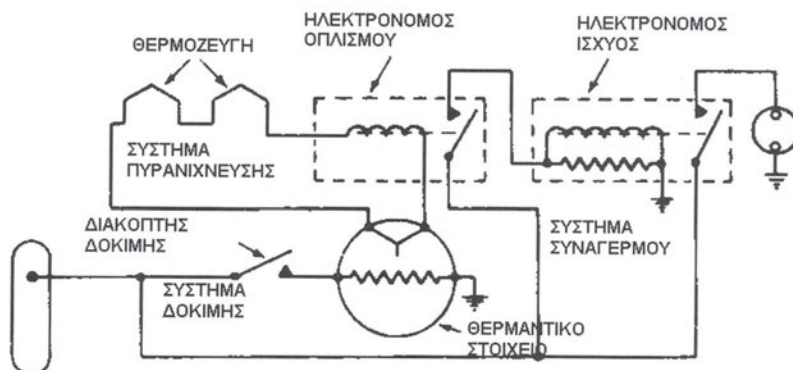 ΗΛΕΚΤΡΟΝΟΜΟΣ
ΟΠΛΙΣΜΟΥ
ΗΛΕΚΤΡΟΝΟΜΟΣ
ΙΣΧΥΟΣ
ΘΕΡΜΟΖΕΥΓΗ
ΣΥΣΤΗΜΑ
ΠΥΡΑΝΙΧΝΕΥΣΗΣ
ΔΙΑΚΟΠΤΗΣ
ΔΟΚΙΜΗΣ
ΣΥΣΤΗΜΑ
ΣΥΝΑΓΕΡΜΟΥ
ΣΥΣΤΗΜΑ
ΔΟΚΙΜΗΣ
ΘΕΡΜΑΝΤΙΚΟ
ΣΤΟΙΧΕΙΟ